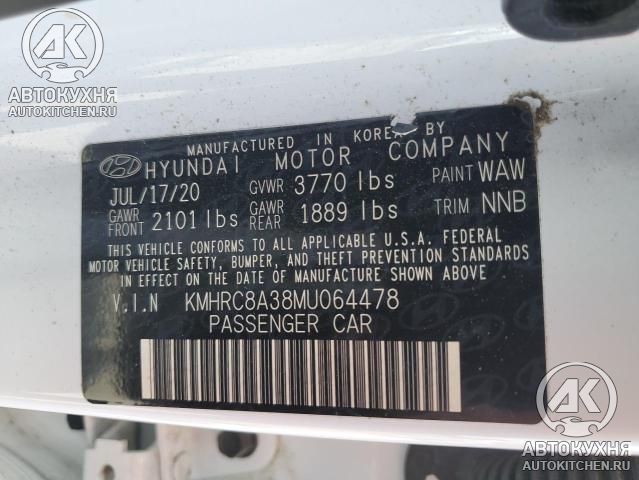 AK
АВТОКУХНЯ
AUTOKITCHEN.RU
MANUFACTURED IN KOREA BY
HYUNDAI MOTOR COMPANY
JUL/17/20 GVWR 3770 lbs PAINT WAW
GAWR FRONT 2101 lbs GAWR REAR 1889 lbs TRIM NNB
THIS VEHICLE CONFORMS TO ALL APPLICABLE U.S.A. FEDERAL
MOTOR VEHICLE SAFETY, BUMPER, AND THEFT PREVENTION STANDARDS
IN EFFECT ON THE DATE OF MANUFACTURE SHOWN ABOVE.
V.I.N KMHRC8A38MU064478
PASSENGER CAR
AK
АВТОКУХНЯ
AUTOKITCHEN.RU